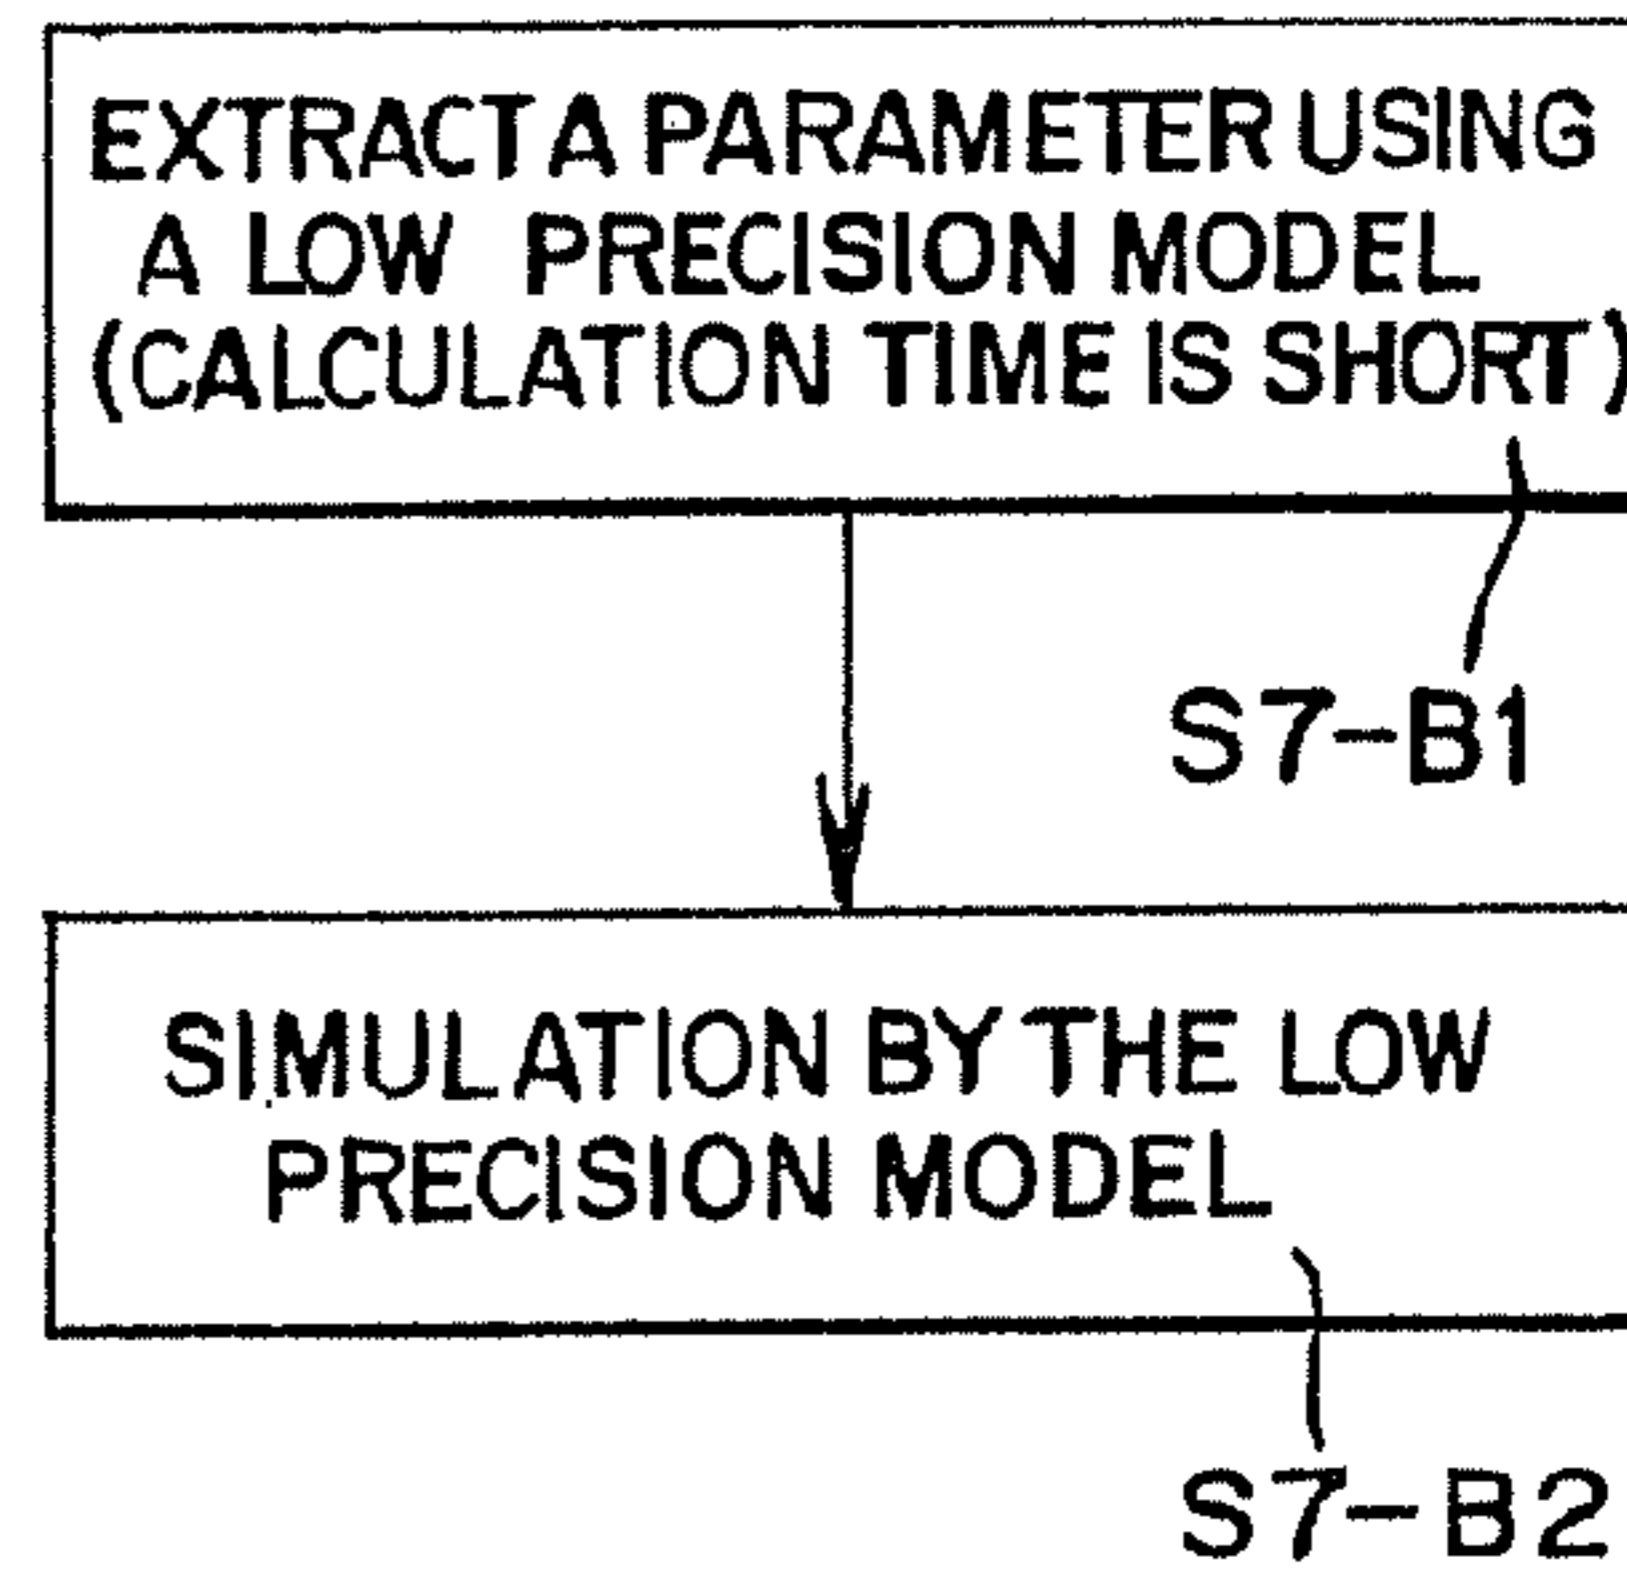 EXTRACT A PARAMETER USING
A LOW PRECISION MODEL
(CALCULATION TIME IS SHORT)
S7-B1
SIMULATION BY THE LOW
PRECISION MODEL
S7-B2